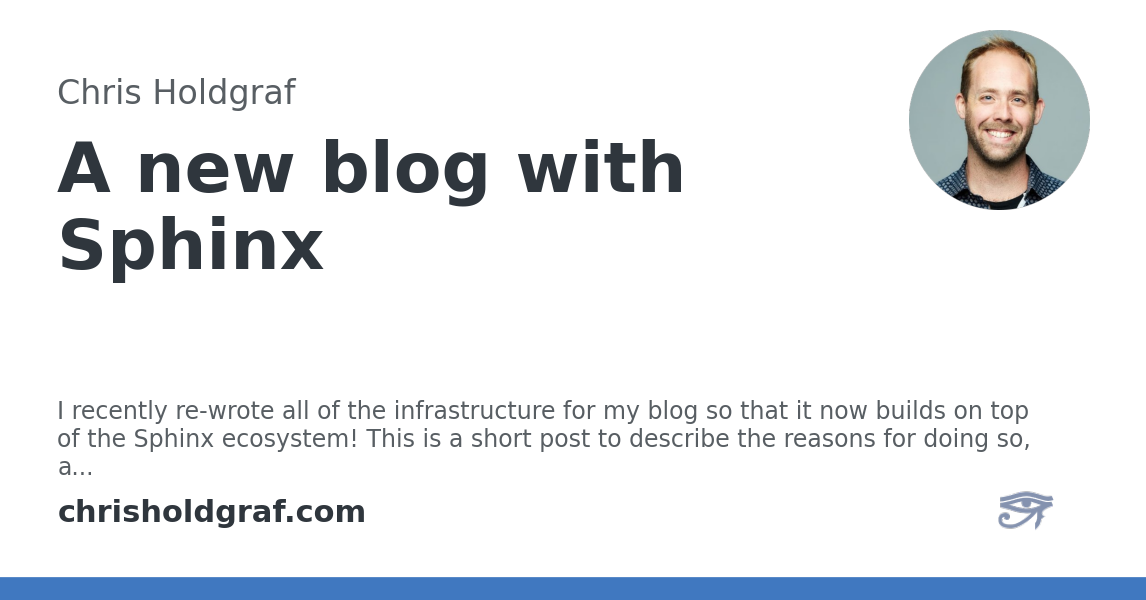 Chris Holdgraf
A new blog with
Sphinx
I recently re-wrote all of the infrastructure for my blog so that it now builds on top
of the Sphinx ecosystem! This is a short post to describe the reasons for doing so,
a...
chrisholdgraf.com